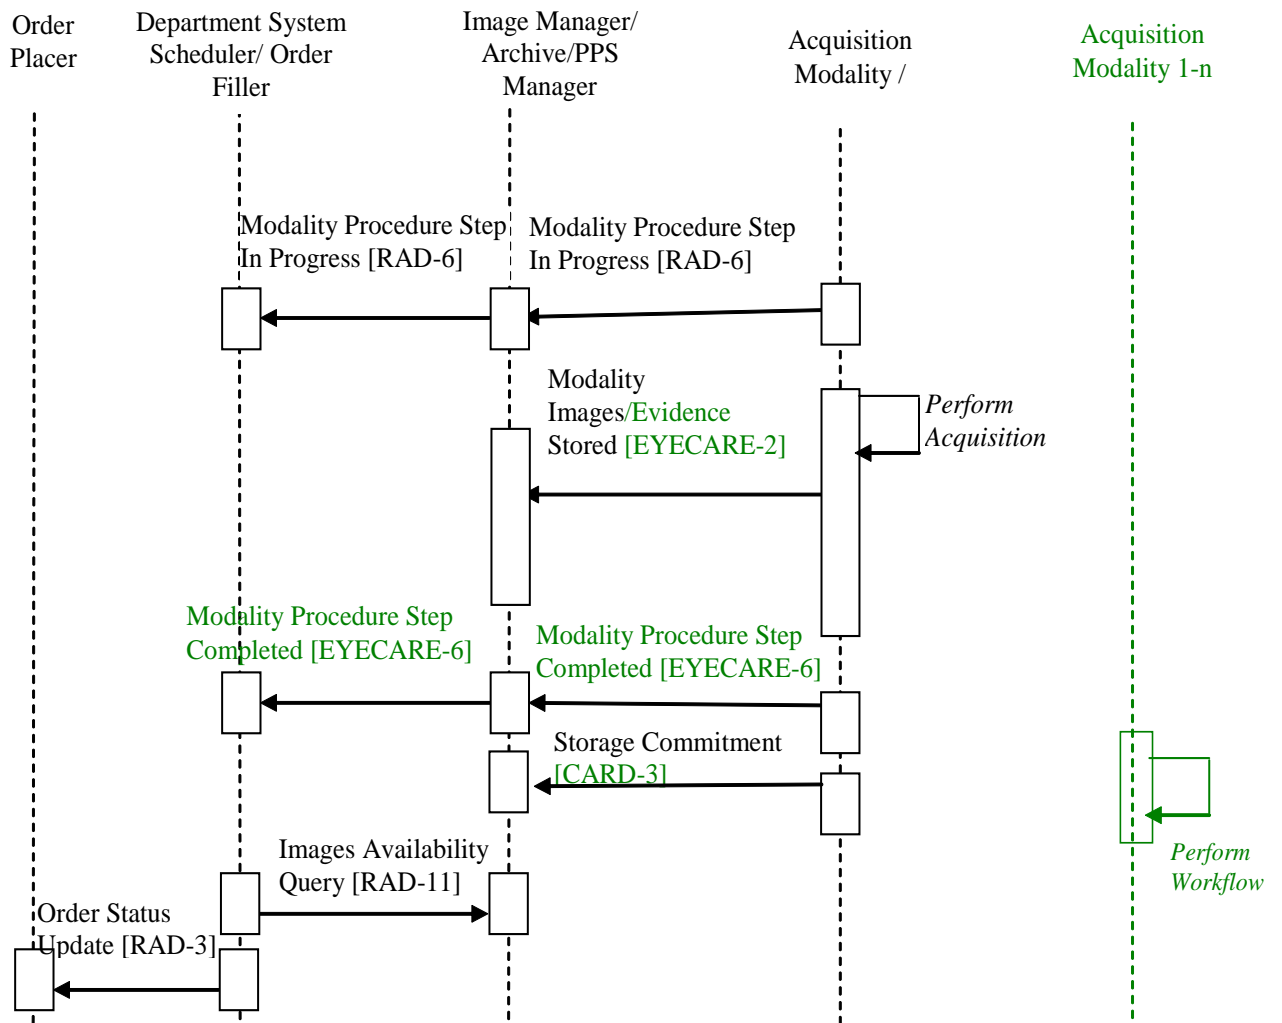 Order
Placer
Department System
Scheduler/ Order
Filler
Image Manager/
Archive/PPS
Manager
Acquisition
Modality /
Acquisition
Modality 1-n
Modality Procedure Step
In Progress [RAD-6]
Modality Procedure Step
In Progress [RAD-6]
Modality
Images/Evidence
Stored [EYECARE-2]
Perform
Acquisition
Modality Procedure Step
Completed [EYECARE-6]
Modality Procedure Step
Completed [EYECARE-6]
Storage Commitment
[CARD-3]
Perform
Workflow
Images Availability
Query [RAD-11]
Order Status
Update [RAD-3]